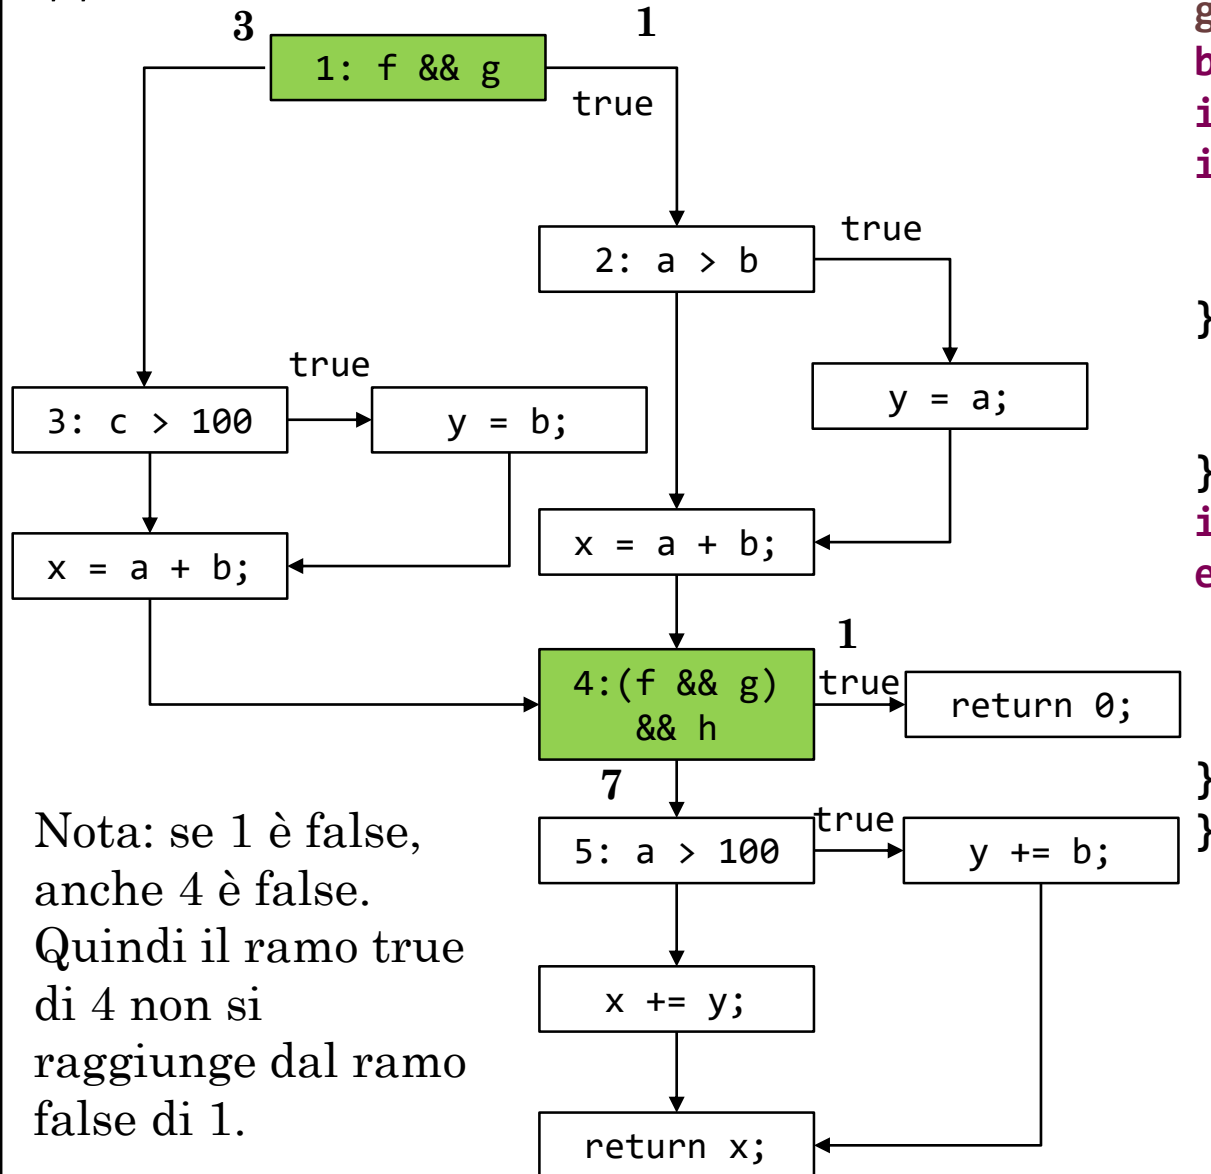 3
1
1: f && g
true
2: a > b
true
true
3: c > 100
y = b;
y = a;
x = a + b;
x = a + b;
1
4:(f && g)
&& h
true
return 0;
7
5: a > 100
true
y += b;
Nota: se 1 è false,
anche 4 è false.
Quindi il ramo true
di 4 non si
raggiunge dal ramo
false di 1.
x += y;
return x;
g
b
i
i
}
}
i
e
}
}